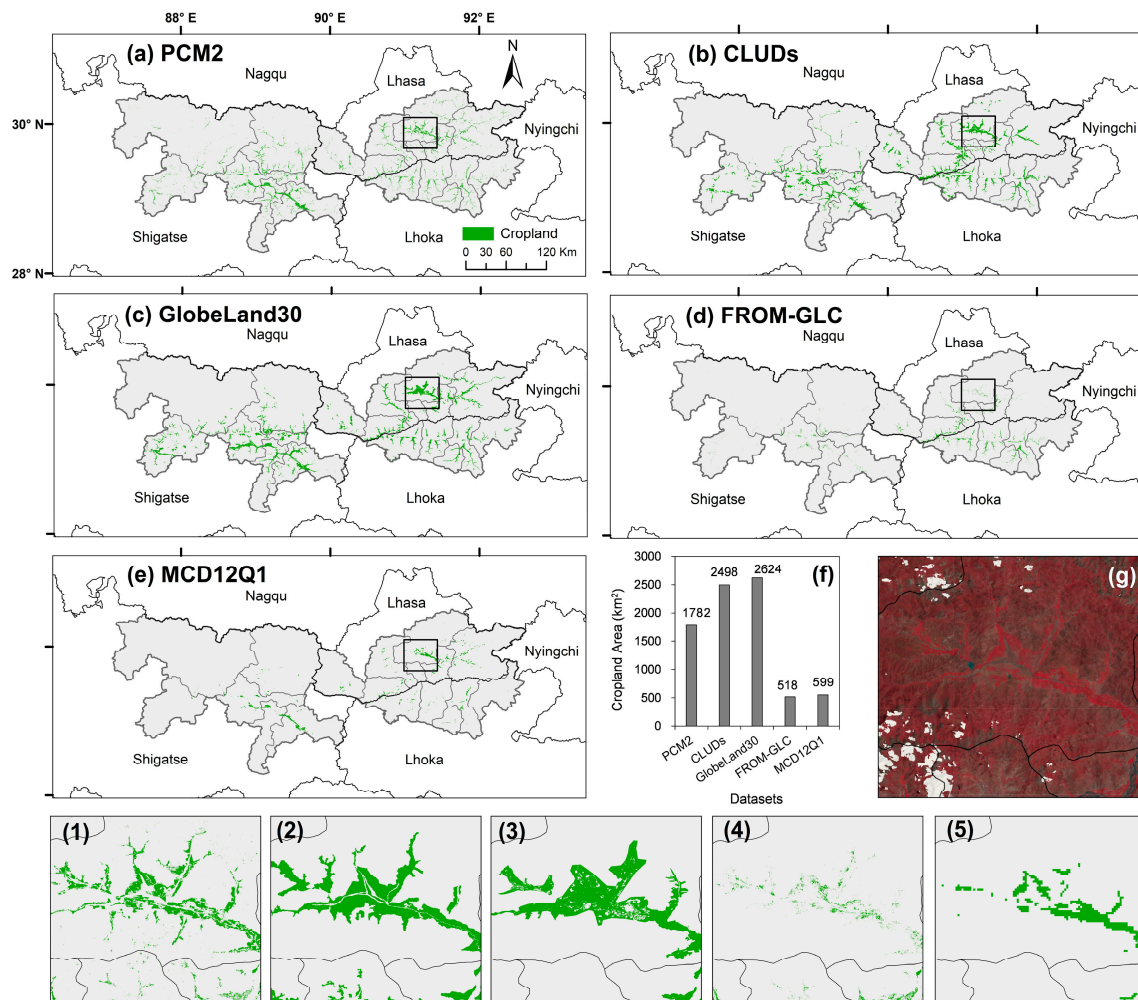 88° E 90° E 92° E
(a) PCM2
N
Nagqu
Lhasa
30° N
Nyingchi
Shigatse
Lhoka
Cropland
0 30 60 120 Km
28° N
(b) CLUDs
Nagqu
Lhasa
Nyingchi
Shigatse
Lhoka
(c) GlobeLand30
Nagqu
Lhasa
Nyingchi
Shigatse
Lhoka
(d) FROM-GLC
Nagqu
Lhasa
Nyingchi
Shigatse
Lhoka
(e) MCD12Q1
Nagqu
Lhasa
Nyingchi
Shigatse
Lhoka
(f)
Cropland Area (km²)
3000
2500
2000
1500
1000
500
0
1782
2498
2624
518
599
PCM2
CLUDs
GlobeLand30
FROM-GLC
MCD12Q1
Datasets
(g)
(1)
(2)
(3)
(4)
(5)